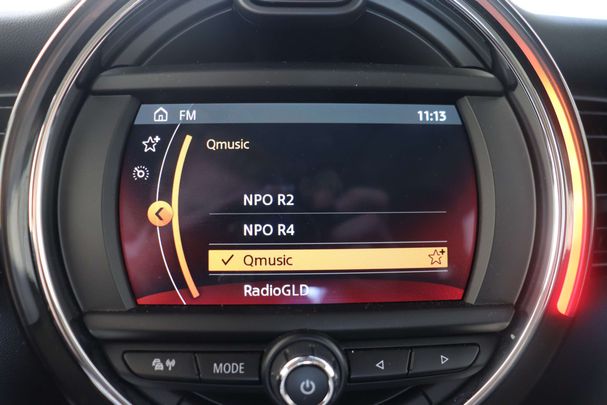 FM 11:13
Qmusic
NPO R2
NPO R4
Qmusic
RadioGLD
MODE